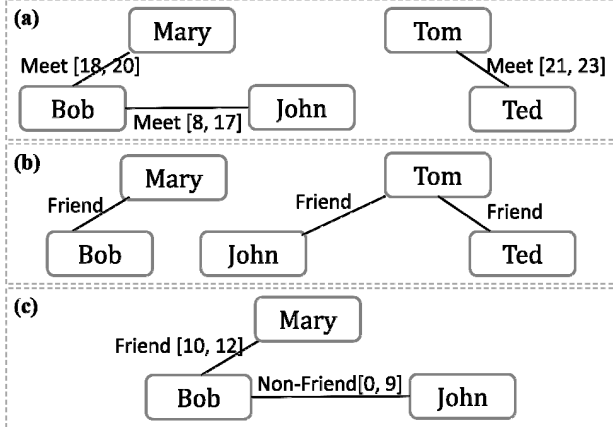 (a)
Mary
Tom
Meet [18, 20]
Meet [21, 23]
Bob
John
Ted
Meet [8, 17]
(b)
Mary
Tom
Friend
Friend
Friend
Bob
John
Ted
(c)
Mary
Friend [10, 12]
Non-Friend[0, 9]
Bob
John